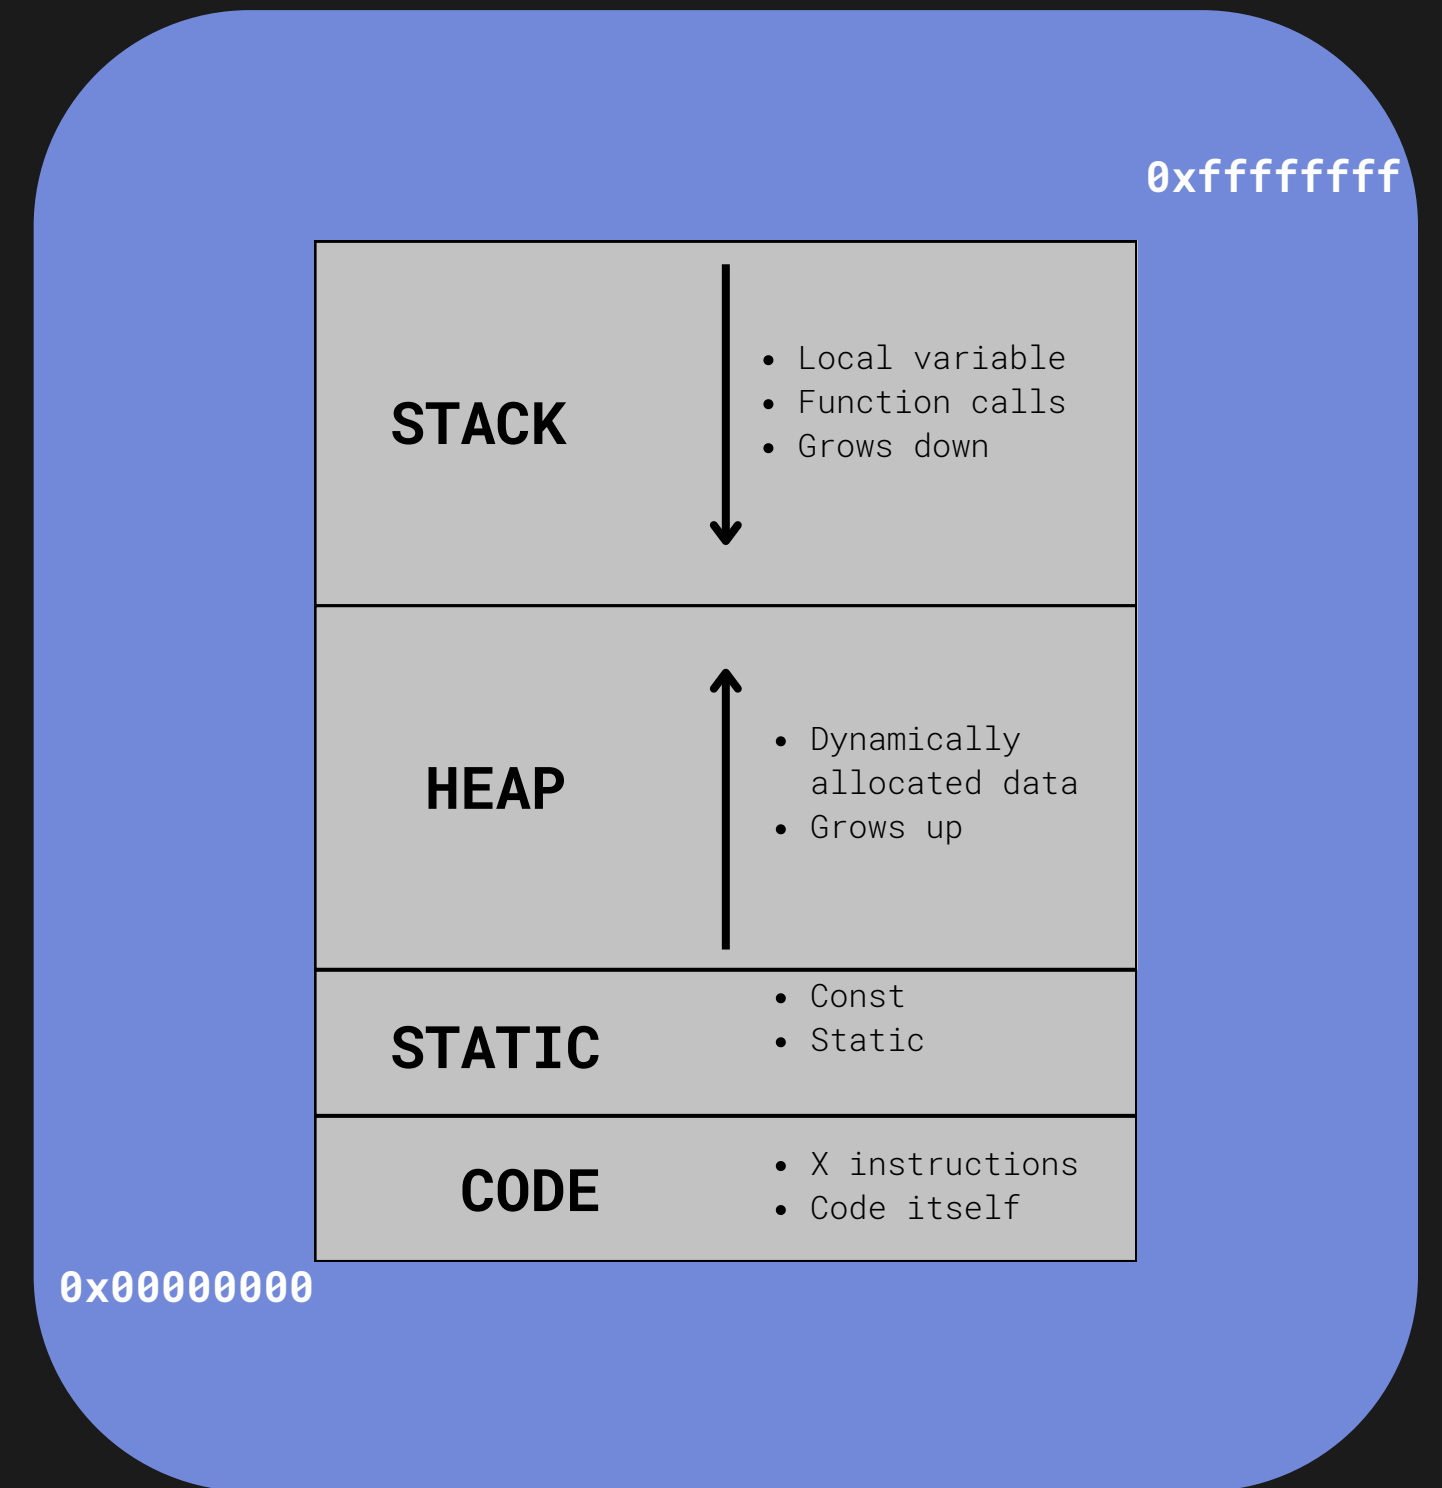 0xffffffff
STACK
• Local variable
• Function calls
• Grows down
HEAP
• Dynamically
allocated data
• Grows up
STATIC
• Const
• Static
CODE
• X instructions
• Code itself
0x00000000